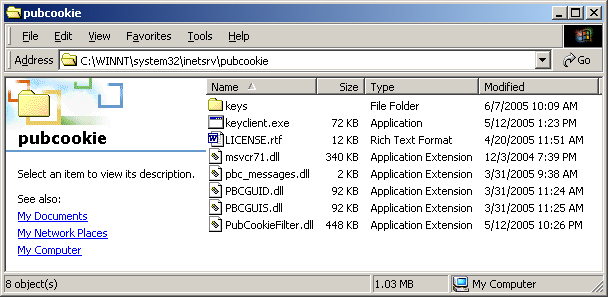 pubcookie
File Edit View Favorites Tools Help
Address C:\WINNT\system32\inetsrv\pubcookie Go
pubcookie
Select an item to view its description.
See also:
My Documents
My Network Places
My Computer
Name Size Type Modified
keys File Folder 6/7/2005 10:09 AM
keyclient.exe 72 KB Application 5/12/2005 1:23 PM
LICENSE.rtf 12 KB Rich Text Format 4/20/2005 11:51 AM
msvcr71.dll 340 KB Application Extension 12/3/2004 7:39 PM
pbc_messages.dll 2 KB Application Extension 3/31/2005 9:38 AM
PBCGUID.dll 92 KB Application Extension 3/31/2005 11:24 AM
PBCGUIS.dll 92 KB Application Extension 3/31/2005 11:25 AM
PubCookieFilter.dll 448 KB Application Extension 5/12/2005 10:26 PM
8 object(s) 1.03 MB My Computer